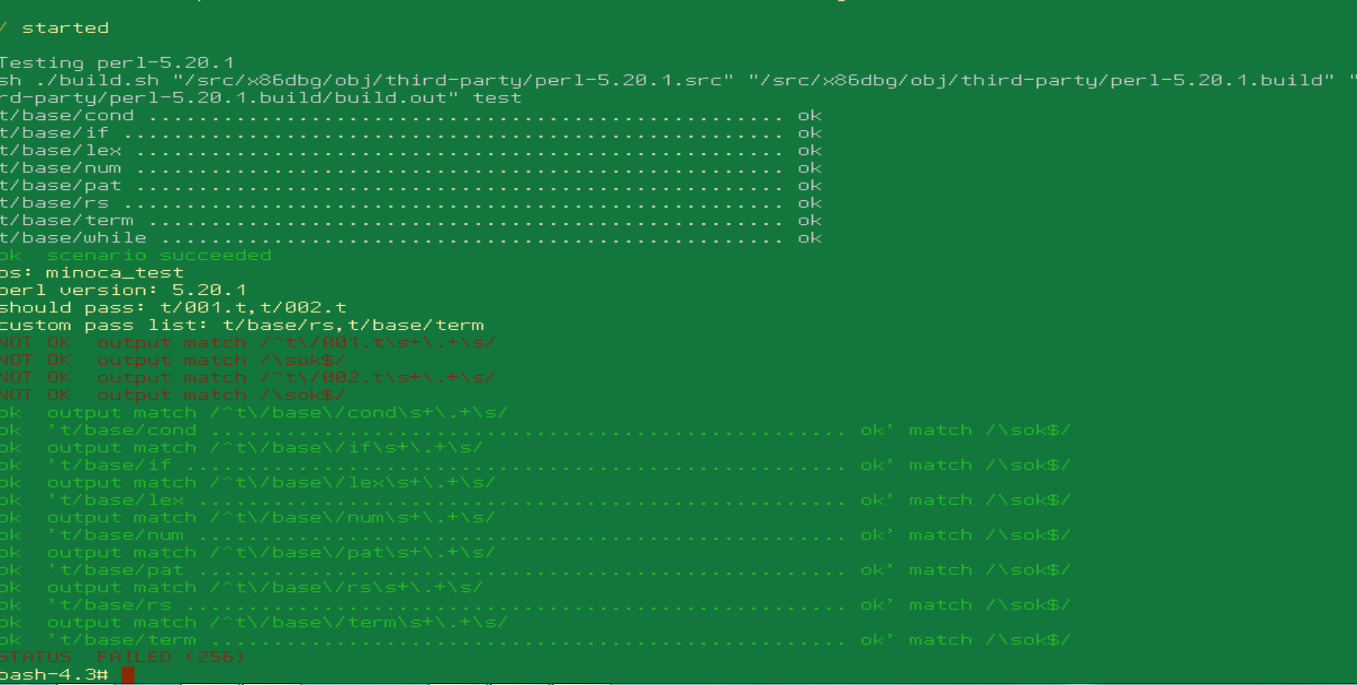 / started
Testing perl-5.20.1
sh ./build.sh "/src/x86dbg/obj/third-party/perl-5.20.1.src" "/src/x86dbg/obj/third-party/perl-5.20.1.build" "
rd-party/perl-5.20.1.build/build.out" test
t/base/cond ................................................... ok
t/base/if ..................................................... ok
t/base/lex .................................................... ok
t/base/num .................................................... ok
t/base/pat .................................................... ok
t/base/rs ..................................................... ok
t/base/term ................................................... ok
t/base/while .................................................. ok
ok  scenario succeeded
os: minoca_test
perl version: 5.20.1
should pass: t/001.t,t/002.t
custom pass list: t/base/rs,t/base/term
NOT OK  output match /^t\/001.t\s+\.+\s/
NOT OK  output match /\sok$/
NOT OK  output match /^t\/002.t\s+\.+\s/
NOT OK  output match /\sok$/
ok  output match /^t\/base\/cond\s+\.+\s/
ok  't/base/cond ................................................... ok' match /\sok$/
ok  output match /^t\/base\/if\s+\.+\s/
ok  't/base/if ..................................................... ok' match /\sok$/
ok  output match /^t\/base\/lex\s+\.+\s/
ok  't/base/lex .................................................... ok' match /\sok$/
ok  output match /^t\/base\/num\s+\.+\s/
ok  't/base/num .................................................... ok' match /\sok$/
ok  output match /^t\/base\/pat\s+\.+\s/
ok  't/base/pat .................................................... ok' match /\sok$/
ok  output match /^t\/base\/rs\s+\.+\s/
ok  't/base/rs ..................................................... ok' match /\sok$/
ok  output match /^t\/base\/term\s+\.+\s/
ok  't/base/term ................................................... ok' match /\sok$/
STATUS  FAILED (256)
bash-4.3#